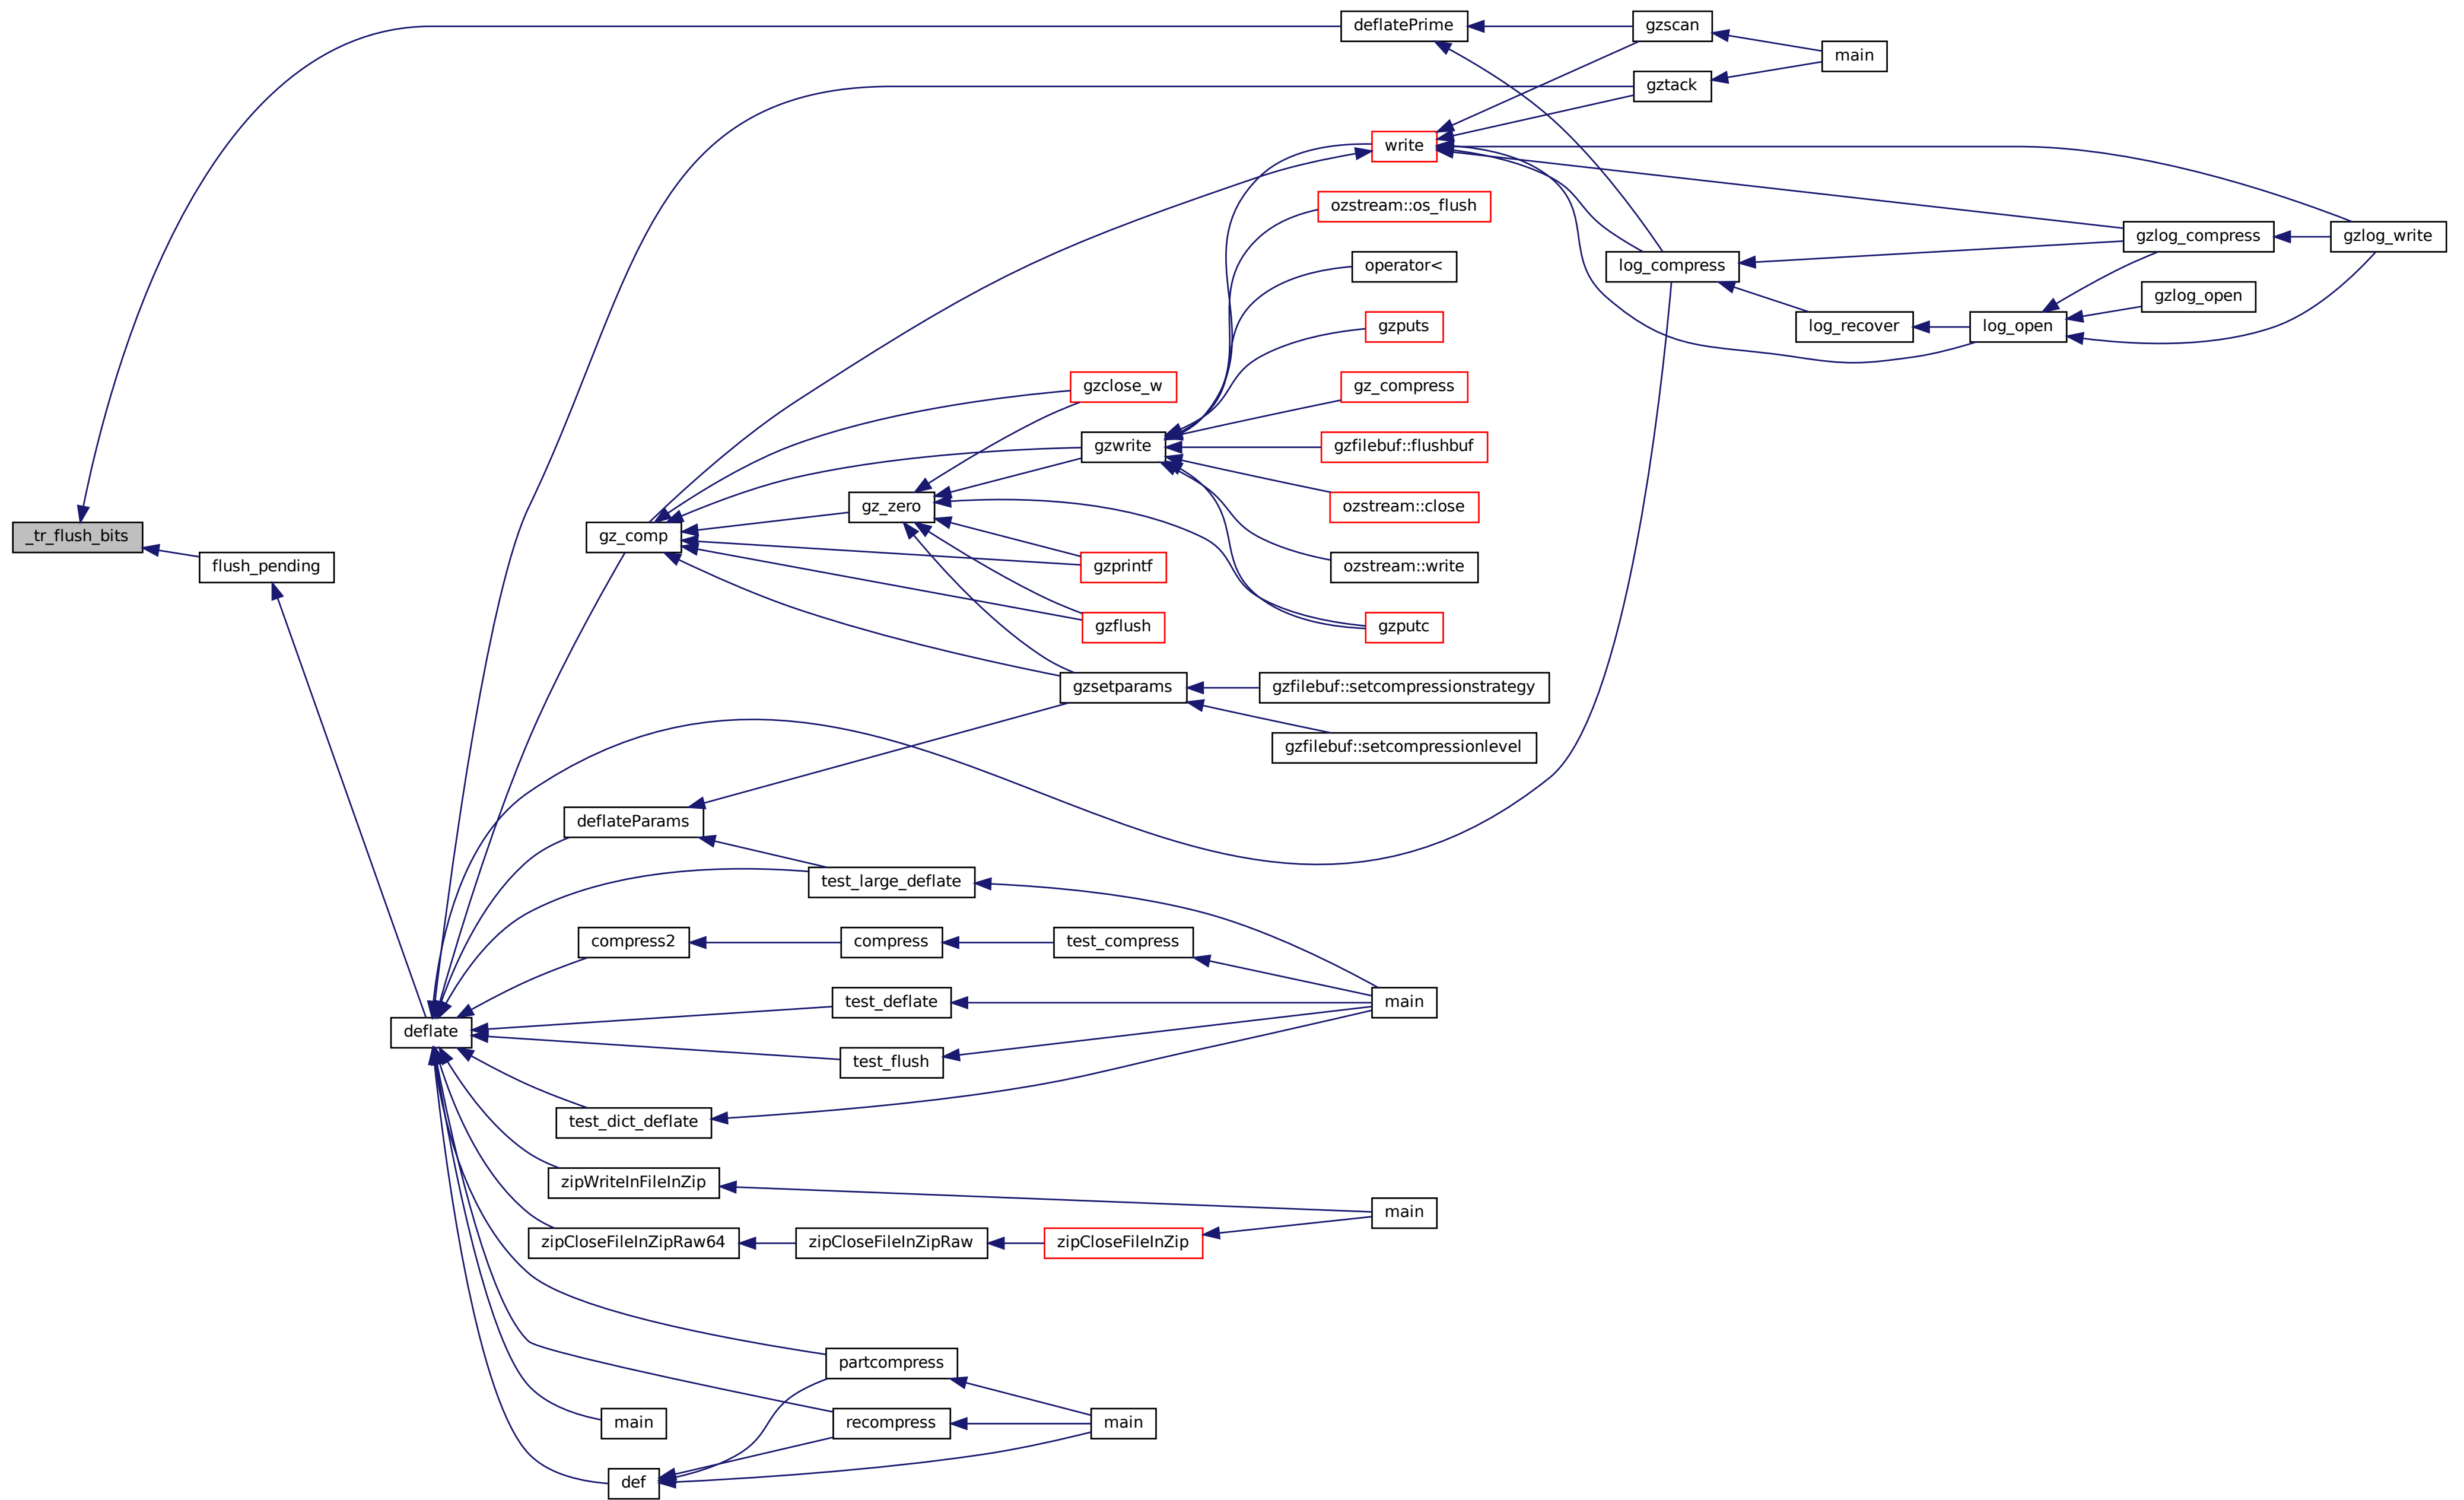 deflatePrime
gzscan
main
gztack
write
ozstream::os_flush
gzlog_compress
gzlog_write
operator<
log_compress
gzlog_open
gzputs
log_recover
log_open
gzclose_w
gz_compress
gzwrite
gzfilebuf::flushbuf
gz_zero
ozstream::close
_tr_flush_bits
gz_comp
flush_pending
gzprintf
ozstream::write
gzflush
gzputc
gzsetparams
gzfilebuf::setcompressionstrategy
gzfilebuf::setcompressionlevel
deflateParams
test_large_deflate
compress2
compress
test_compress
test_deflate
main
deflate
test_flush
test_dict_deflate
zipWriteInFileInZip
main
zipCloseFileInZipRaw64
zipCloseFileInZipRaw
zipCloseFileInZip
partcompress
main
recompress
main
def